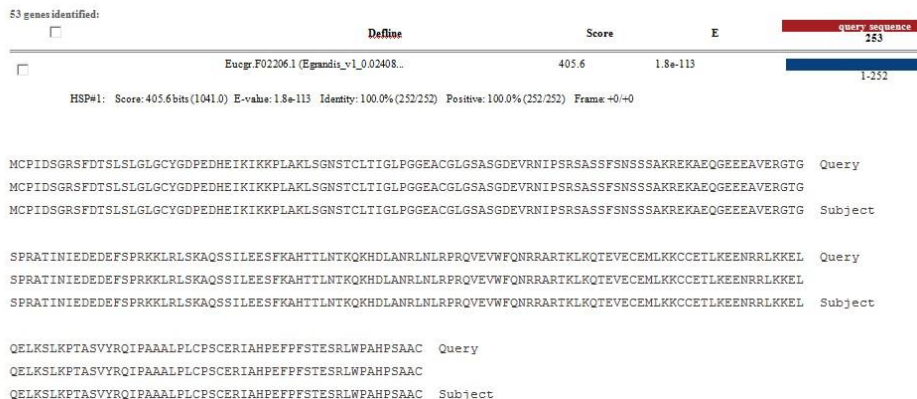 53 genes identified:
Defline Score E query sequence
253
Eucgr.F02206.1 (Egrandis_v1_0.02408... 405.6 1.8e-113
1-252
HSP#1: Score: 405.6 bits (1041.0) E-value: 1.8e-113 Identity: 100.0% (252/252) Positive: 100.0% (252/252) Frame: +0/+0
MCPIDSGRSFDTSLSLGLGCYGDPEDHEIKIKKPLAKLSGNSTCLTIGLPGGEACGLGSASGDEVRNIPSRSASSFSNSSSAKREKAEQGEEEAVERGTG Query
MCPIDSGRSFDTSLSLGLGCYGDPEDHEIKIKKPLAKLSGNSTCLTIGLPGGEACGLGSASGDEVRNIPSRSASSFSNSSSAKREKAEQGEEEAVERGTG
MCPIDSGRSFDTSLSLGLGCYGDPEDHEIKIKKPLAKLSGNSTCLTIGLPGGEACGLGSASGDEVRNIPSRSASSFSNSSSAKREKAEQGEEEAVERGTG Subject
SPRATINIEDEDEFSPRKKLRLSKAQSSILEESFKAHTTLNTKQKHDLANRLNLRPRQVEVWFQNRRARTKLKQTEVECEMLKKCCETLKEENRRLKKEL Query
SPRATINIEDEDEFSPRKKLRLSKAQSSILEESFKAHTTLNTKQKHDLANRLNLRPRQVEVWFQNRRARTKLKQTEVECEMLKKCCETLKEENRRLKKEL
SPRATINIEDEDEFSPRKKLRLSKAQSSILEESFKAHTTLNTKQKHDLANRLNLRPRQVEVWFQNRRARTKLKQTEVECEMLKKCCETLKEENRRLKKEL Subject
QELKSLKPTASVYRQIPAAALPLCPSCERIAHPEFPFSTESRLWPAHPSAAC Query
QELKSLKPTASVYRQIPAAALPLCPSCERIAHPEFPFSTESRLWPAHPSAAC
QELKSLKPTASVYRQIPAAALPLCPSCERIAHPEFPFSTESRLWPAHPSAAC Subject